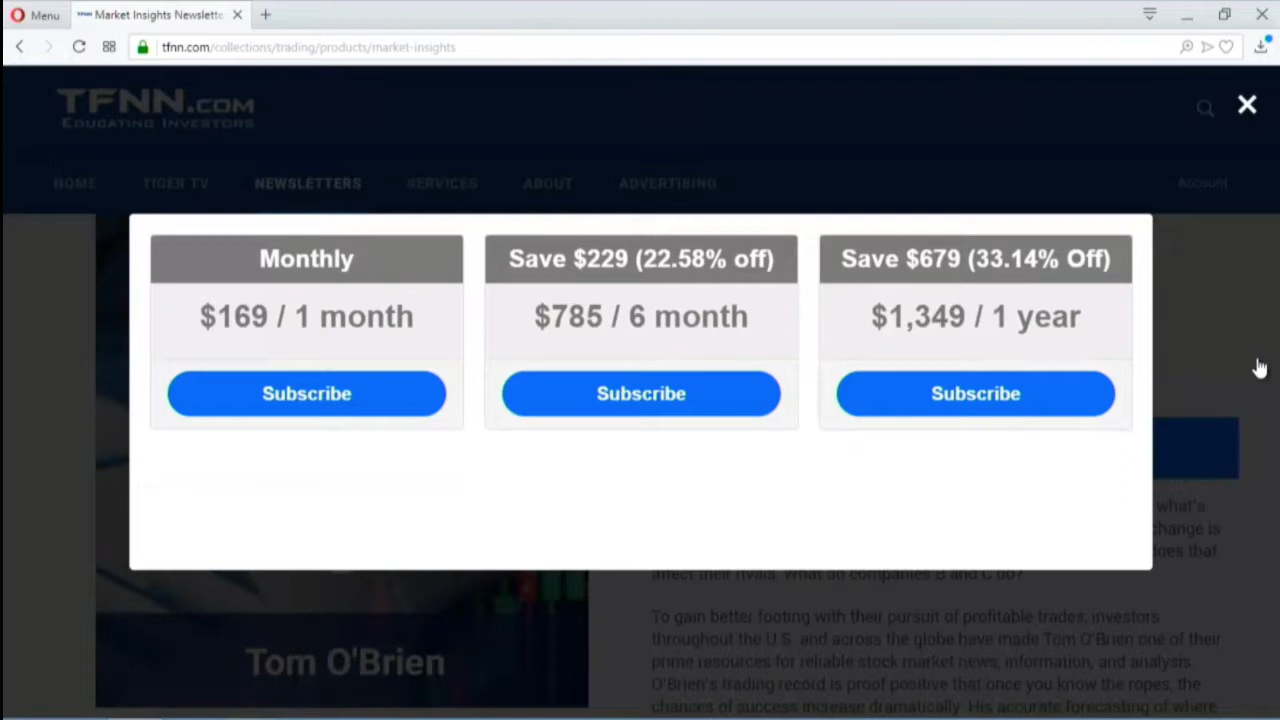 Menu
Market Insights Newslette
tfnn.com/collections/trading/products/market-insights
TFNN.COM
EDUCATING INVESTORS
HOME TIGER TV NEWSLETTERS SERVICES ABOUT ADVERTISING Account
Monthly
$169 / 1 month
Subscribe
Save $229 (22.58% off)
$785 / 6 month
Subscribe
Save $679 (33.14% Off)
$1,349 / 1 year
Subscribe
what's
change is
that
affect their rivals. What do companies B and C do?
To gain better footing with their pursuit of profitable trades, investors
throughout the U.S. and across the globe have made Tom O'Brien one of their
prime resources for reliable stock market news, information, and analysis.
O'Brien's trading record is proof positive that once you know the ropes, the
chances of success increase dramatically. His accurate forecasting of where
Tom O'Brien